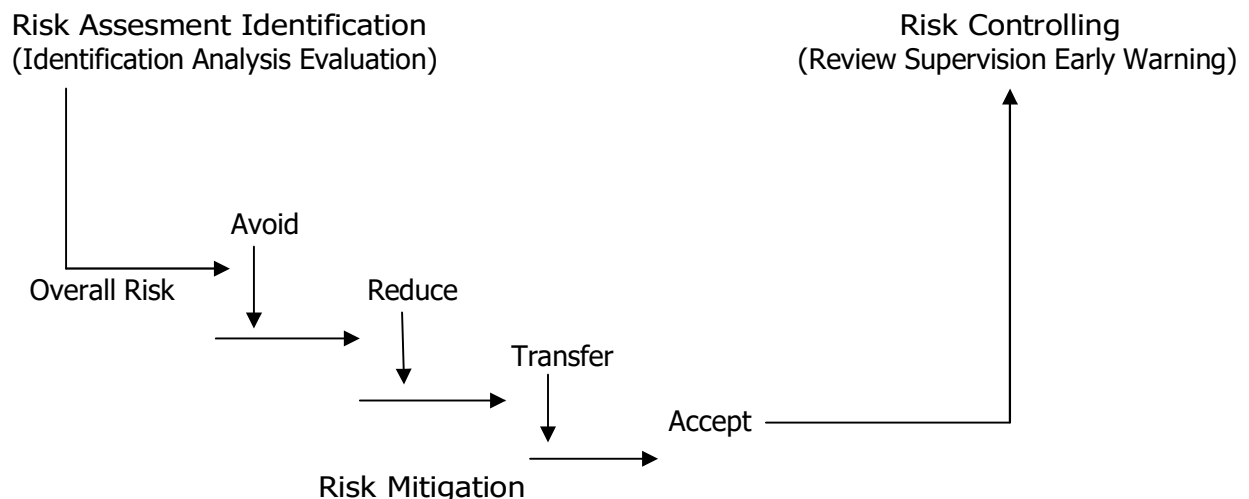 Risk Assesment Identification
(Identification Analysis Evaluation)
Risk Controlling
(Review Supervision Early Warning)
Avoid
Overall Risk
Reduce
Transfer
Accept
Risk Mitigation